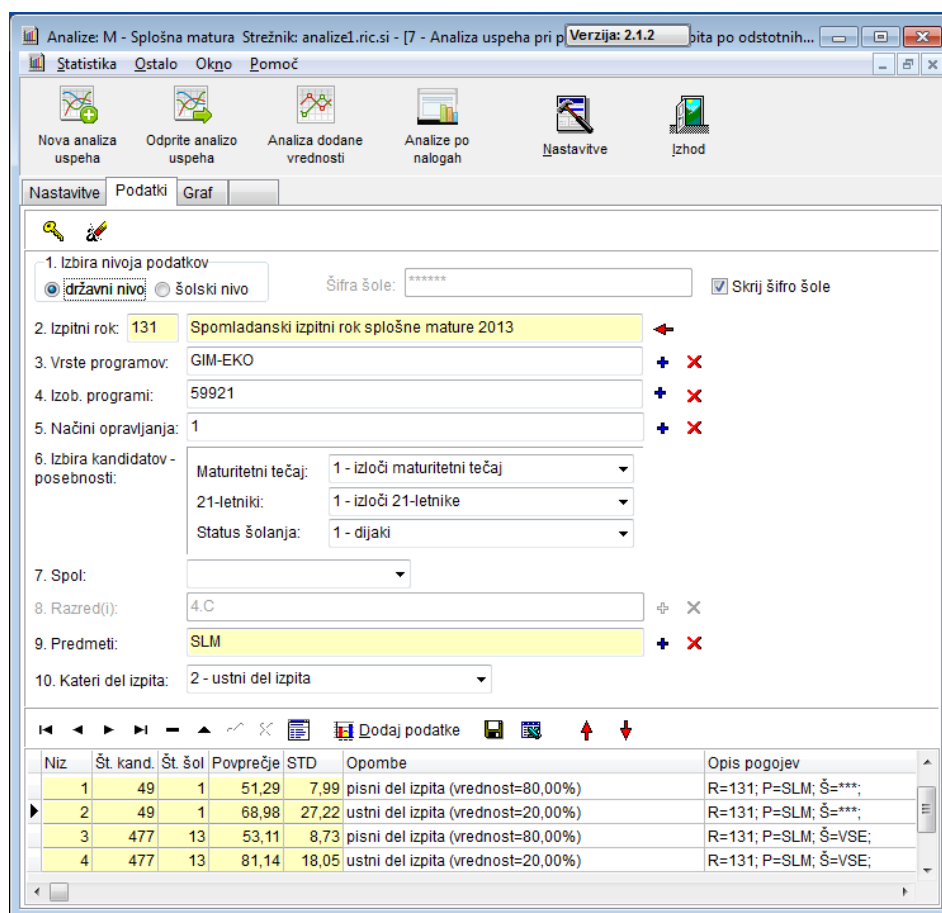 Analize: M - Splošna matura Strežnik: analize1.ric.si - [7 - Analiza uspeha pri p Verzija: 2.1.2 pita po odstotnih...
Statistika Ostalo Okno Pomoč
Nova analiza uspeha
Odprite analizo uspeha
Analiza dodane vrednosti
Analize po nalogah
Nastavitve
Izhod
Nastavitve Podatki Graf
1. Izbira nivoja podatkov
državni nivo šolski nivo
Šifra šole: ******
Skrij šifro šole
2. Izpitni rok: 131 Spomladanski izpitni rok splošne mature 2013
3. Vrste programov: GIM-EKO
4. Izob. programi: 59921
5. Načini opravljanja: 1
6. Izbira kandidatov - posebnosti:
Maturitetni tečaj: 1 - izloči maturitetni tečaj
21-letniki: 1 - izloči 21-letnike
Status šolanja: 1 - dijaki
7. Spol:
8. Razred(i): 4.C
9. Predmeti: SLM
10. Kateri del izpita: 2 - ustni del izpita
Dodaj podatke
Niz Št. kand. Št. šol Povprečje STD Opombe Opis pogojev
1 49 1 51,29 7,99 pisni del izpita (vrednost=80,00%) R=131; P=SLM; Š=***;
2 49 1 68,98 27,22 ustni del izpita (vrednost=20,00%) R=131; P=SLM; Š=***;
3 477 13 53,11 8,73 pisni del izpita (vrednost=80,00%) R=131; P=SLM; Š=VSE;
4 477 13 81,14 18,05 ustni del izpita (vrednost=20,00%) R=131; P=SLM; Š=VSE;